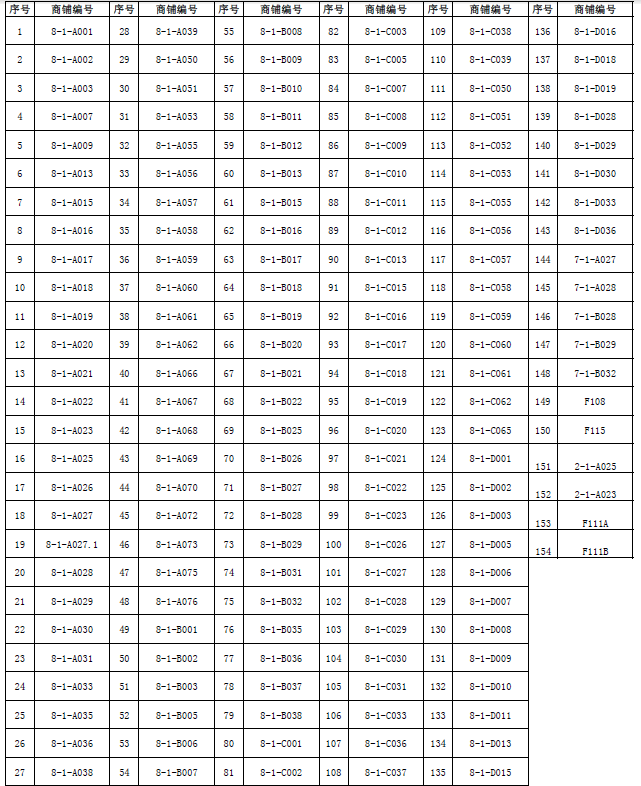 序号 商铺编号 序号 商铺编号 序号 商铺编号 序号 商铺编号 序号 商铺编号 序号 商铺编号
1 8-1-A001 28 8-1-A039 55 8-1-B008 82 8-1-C003 109 8-1-C038 136 8-1-D016
2 8-1-A002 29 8-1-A050 56 8-1-B009 83 8-1-C005 110 8-1-C039 137 8-1-D018
3 8-1-A003 30 8-1-A051 57 8-1-B010 84 8-1-C007 111 8-1-C050 138 8-1-D019
4 8-1-A007 31 8-1-A053 58 8-1-B011 85 8-1-C008 112 8-1-C051 139 8-1-D028
5 8-1-A009 32 8-1-A055 59 8-1-B012 86 8-1-C009 113 8-1-C052 140 8-1-D029
6 8-1-A013 33 8-1-A056 60 8-1-B013 87 8-1-C010 114 8-1-C053 141 8-1-D030
7 8-1-A015 34 8-1-A057 61 8-1-B015 88 8-1-C011 115 8-1-C055 142 8-1-D033
8 8-1-A016 35 8-1-A058 62 8-1-B016 89 8-1-C012 116 8-1-C056 143 8-1-D036
9 8-1-A017 36 8-1-A059 63 8-1-B017 90 8-1-C013 117 8-1-C057 144 7-1-A027
10 8-1-A018 37 8-1-A060 64 8-1-B018 91 8-1-C015 118 8-1-C058 145 7-1-A028
11 8-1-A019 38 8-1-A061 65 8-1-B019 92 8-1-C016 119 8-1-C059 146 7-1-B028
12 8-1-A020 39 8-1-A062 66 8-1-B020 93 8-1-C017 120 8-1-C060 147 7-1-B029
13 8-1-A021 40 8-1-A066 67 8-1-B021 94 8-1-C018 121 8-1-C061 148 7-1-B032
14 8-1-A022 41 8-1-A067 68 8-1-B022 95 8-1-C019 122 8-1-C062 149 F108
15 8-1-A023 42 8-1-A068 69 8-1-B025 96 8-1-C020 123 8-1-C065 150 F115
16 8-1-A025 43 8-1-A069 70 8-1-B026 97 8-1-C021 124 8-1-D001 151 2-1-A025
17 8-1-A026 44 8-1-A070 71 8-1-B027 98 8-1-C022 125 8-1-D002 152 2-1-A023
18 8-1-A027 45 8-1-A072 72 8-1-B028 99 8-1-C023 126 8-1-D003 153 F111A
19 8-1-A027.1 46 8-1-A073 73 8-1-B029 100 8-1-C026 127 8-1-D005 154 F111B
20 8-1-A028 47 8-1-A075 74 8-1-B031 101 8-1-C027 128 8-1-D006
21 8-1-A029 48 8-1-A076 75 8-1-B032 102 8-1-C028 129 8-1-D007
22 8-1-A030 49 8-1-B001 76 8-1-B035 103 8-1-C029 130 8-1-D008
23 8-1-A031 50 8-1-B002 77 8-1-B036 104 8-1-C030 131 8-1-D009
24 8-1-A033 51 8-1-B003 78 8-1-B037 105 8-1-C031 132 8-1-D010
25 8-1-A035 52 8-1-B005 79 8-1-B038 106 8-1-C033 133 8-1-D011
26 8-1-A036 53 8-1-B006 80 8-1-C001 107 8-1-C036 134 8-1-D013
27 8-1-A038 54 8-1-B007 81 8-1-C002 108 8-1-C037 135 8-1-D015